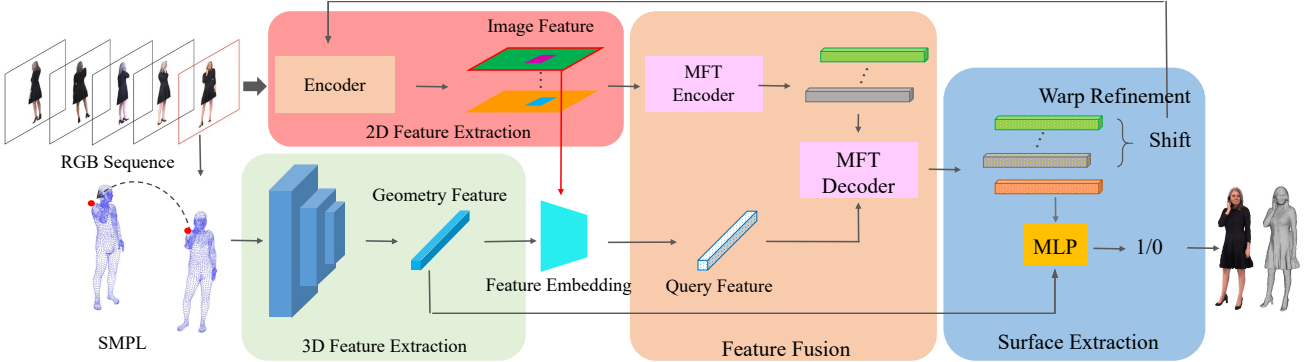 RGB Sequence
SMPL
Image Feature
Encoder
2D Feature Extraction
Geometry Feature
3D Feature Extraction
Feature Embedding
MFT
Encoder
MFT
Decoder
Query Feature
Feature Fusion
Warp Refinement
Shift
MLP
1/0
Surface Extraction